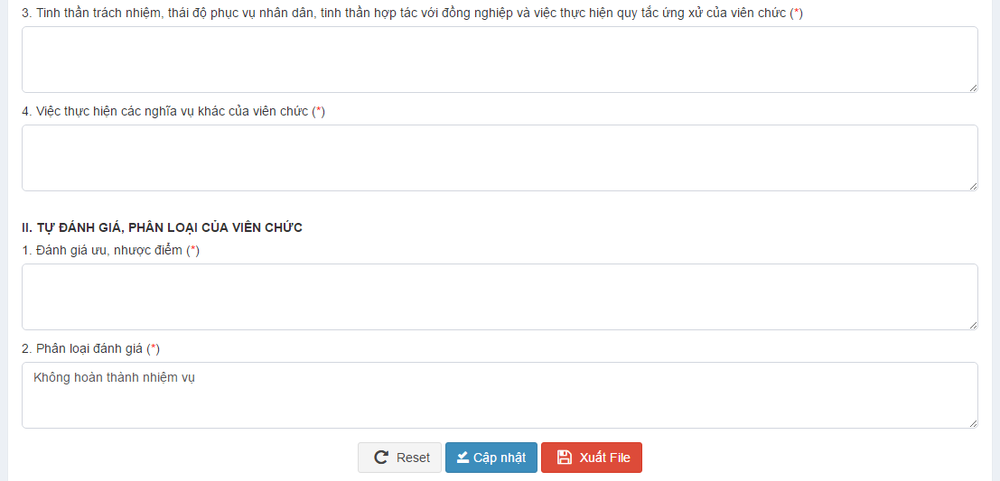 3. Tinh thần trách nhiệm, thái độ phục vụ nhân dân, tinh thần hợp tác với đồng nghiệp và việc thực hiện quy tắc ứng xử của viên chức (*)
4. Việc thực hiện các nghĩa vụ khác của viên chức (*)
II. TỰ ĐÁNH GIÁ, PHÂN LOẠI CỦA VIÊN CHỨC
1. Đánh giá ưu, nhược điểm (*)
2. Phân loại đánh giá (*)
Không hoàn thành nhiệm vụ
Reset Cập nhật Xuất File